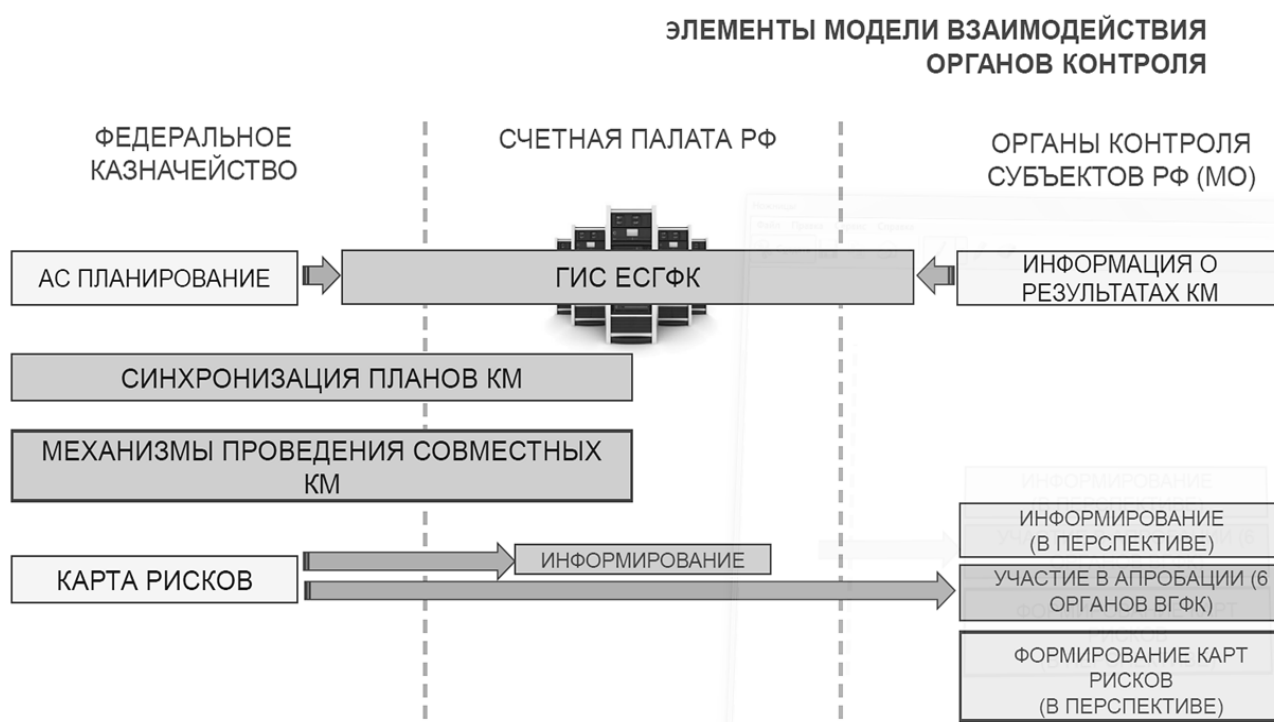 ЭЛЕМЕНТЫ МОДЕЛИ ВЗАИМОДЕЙСТВИЯ
ОРГАНОВ КОНТРОЛЯ
ФЕДЕРАЛЬНОЕ
КАЗНАЧЕЙСТВО
СЧЕТНАЯ ПАЛАТА РФ
ОРГАНЫ КОНТРОЛЯ
СУБЪЕКТОВ РФ (МО)
АС ПЛАНИРОВАНИЕ
ГИС ЕСГФК
ИНФОРМАЦИЯ О
РЕЗУЛЬТАТАХ КМ
СИНХРОНИЗАЦИЯ ПЛАНОВ КМ
МЕХАНИЗМЫ ПРОВЕДЕНИЯ СОВМЕСТНЫХ
КМ
КАРТА РИСКОВ
ИНФОРМИРОВАНИЕ
ИНФОРМИРОВАНИЕ
(В ПЕРСПЕКТИВЕ)
УЧАСТИЕ В АПРОБАЦИИ (6
ОРГАНОВ ВГФК)
ФОРМИРОВАНИЕ КАРТ
РИСКОВ
(В ПЕРСПЕКТИВЕ)